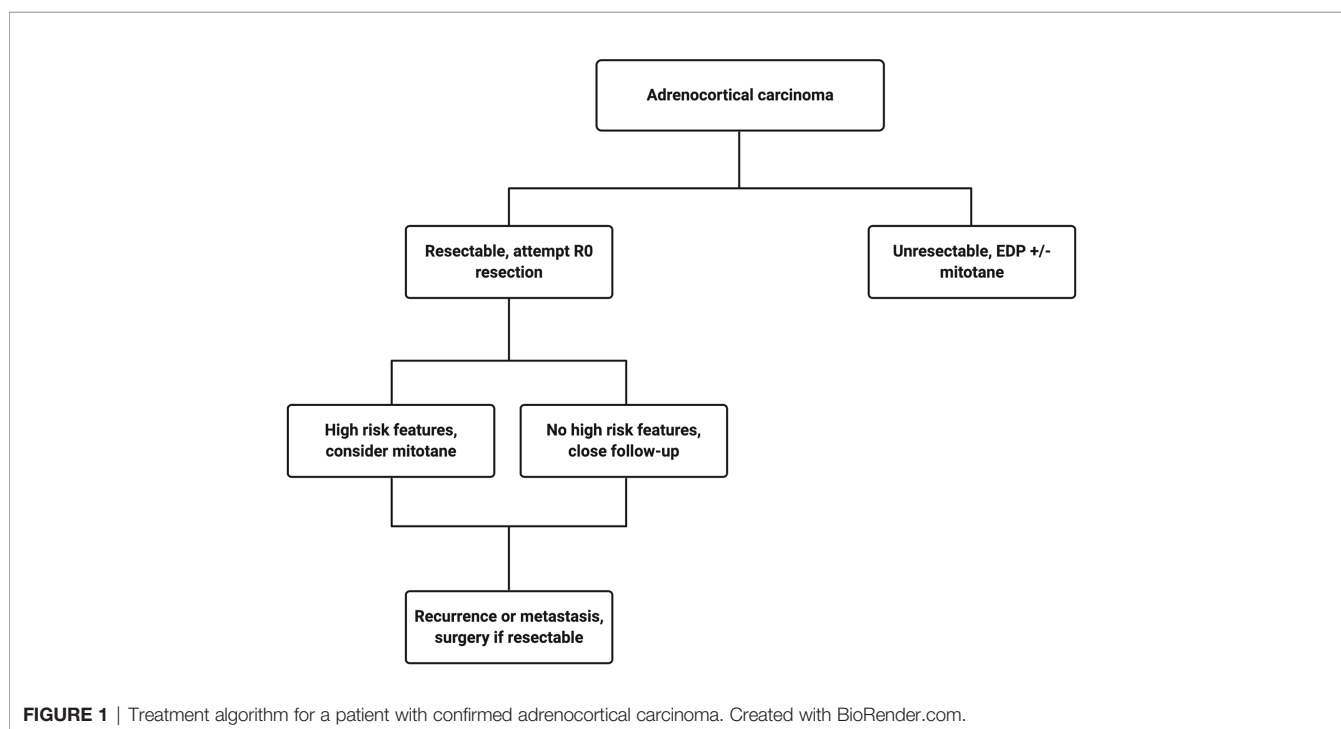 Adrenocortical carcinoma
Resectable, attempt R0
resection
Unresectable, EDP +/-
mitotane
High risk features,
consider mitotane
No high risk features,
close follow-up
Recurrence or metastasis,
surgery if resectable
FIGURE 1 | Treatment algorithm for a patient with confirmed adrenocortical carcinoma. Created with BioRender.com.